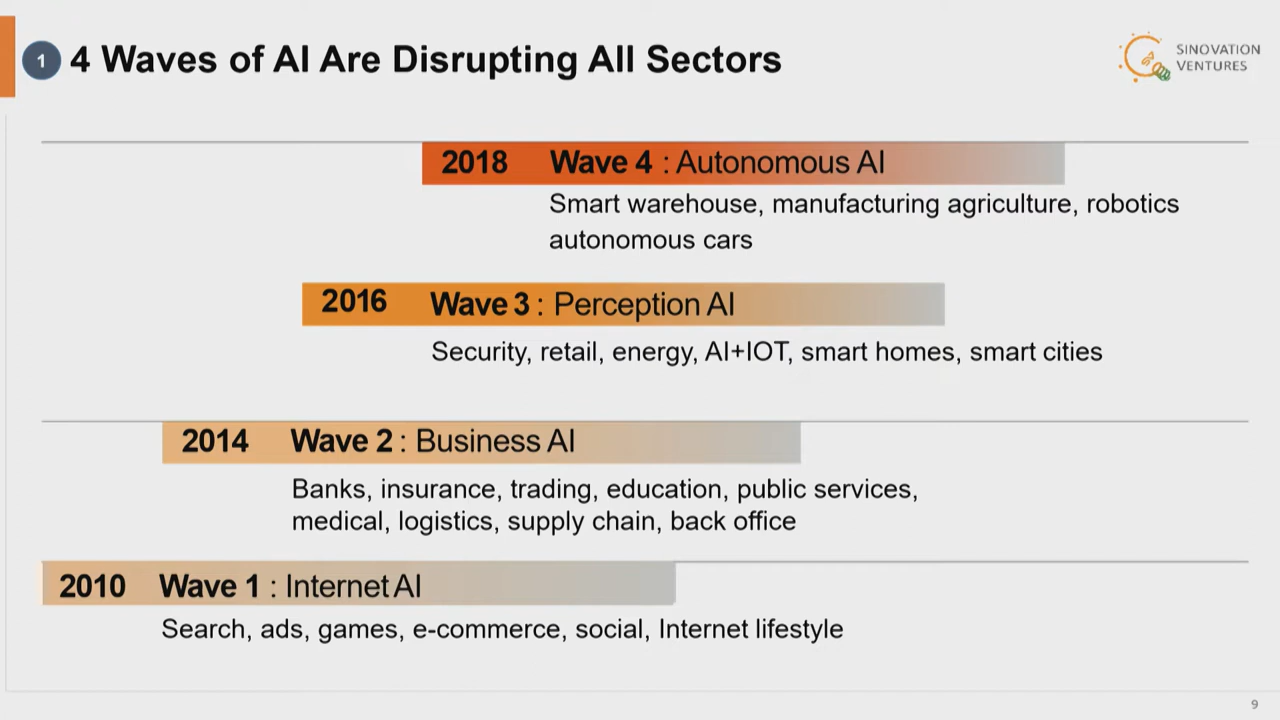 1 4 Waves of AI Are Disrupting All Sectors
SINOVATION
VENTURES
2018 Wave 4 : Autonomous AI
Smart warehouse, manufacturing agriculture, robotics
autonomous cars
2016 Wave 3 : Perception AI
Security, retail, energy, AI+IOT, smart homes, smart cities
2014 Wave 2 : Business AI
Banks, insurance, trading, education, public services,
medical, logistics, supply chain, back office
2010 Wave 1 : Internet AI
Search, ads, games, e-commerce, social, Internet lifestyle
9